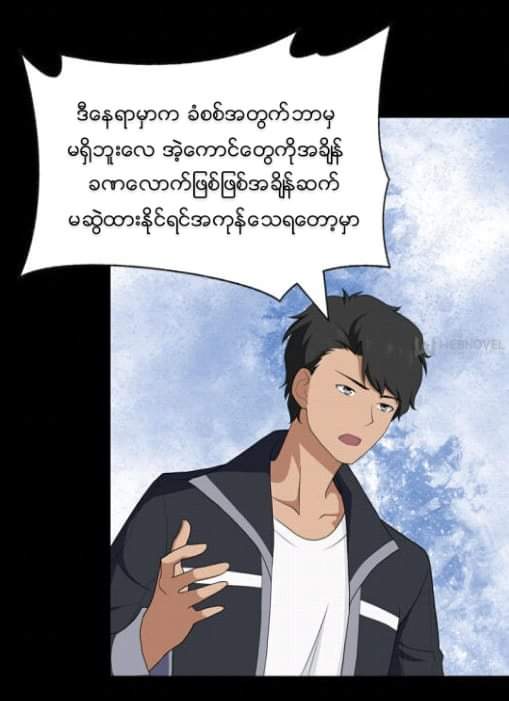 ဒီနေရာမှာက ခံစစ်အတွက်ဘာမှ
မရှိဘူးလေ အဲ့ကောင်တွေကိုအချိန်
ခဏလောက်ဖြစ်ဖြစ်အချိန်ဆက်
မဆွဲထားနိုင်ရင်အကုန်သေရတော့မှာ
WEBNOVEL